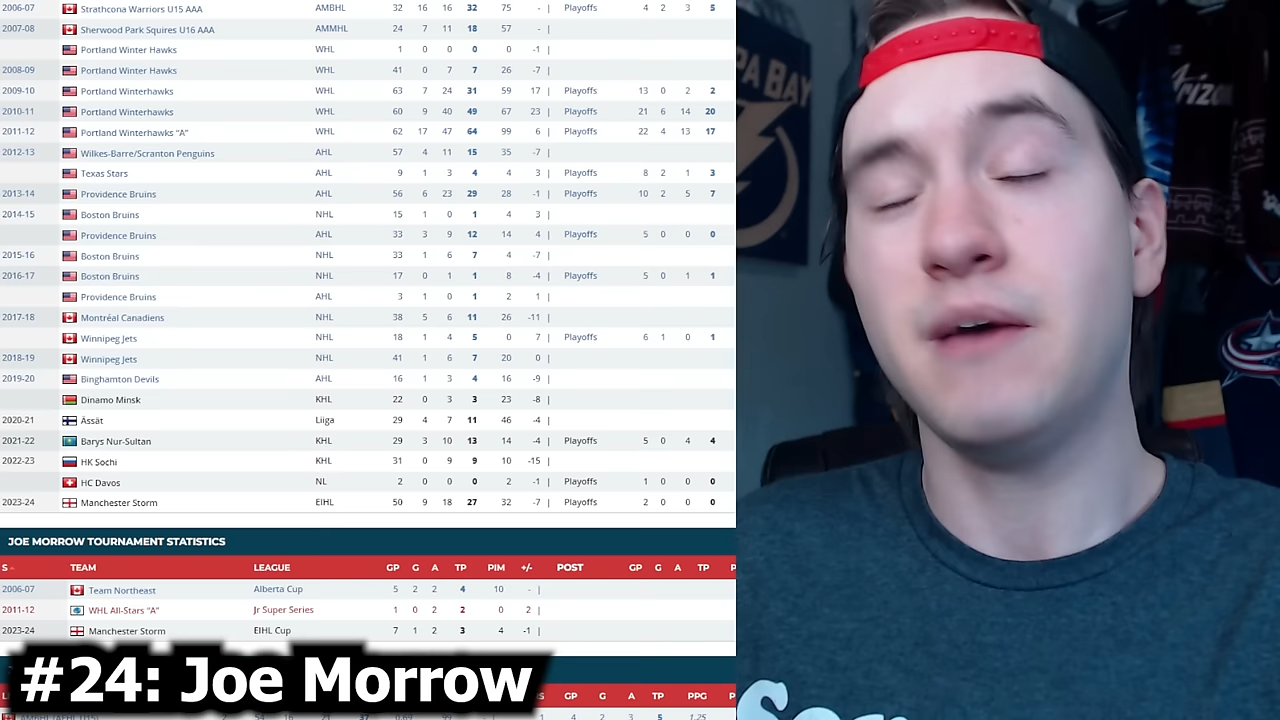 2006-07 Strathcona Warriors U15 AAA AMBHL 32 16 16 32 75 - | Playoffs 4 2 3 5
2007-08 Sherwood Park Squires U16 AAA AMMHL 24 7 11 18 57 - |
Portland Winter Hawks WHL 1 0 0 0 0 -1 |
2008-09 Portland Winter Hawks WHL 41 0 7 7 26 -7 |
2009-10 Portland Winterhawks WHL 63 7 24 31 59 17 | Playoffs 13 0 2 2
2010-11 Portland Winterhawks WHL 60 9 40 49 67 23 | Playoffs 21 6 14 20
2011-12 Portland Winterhawks "A" WHL 62 17 47 64 99 6 | Playoffs 22 4 13 17
2012-13 Wilkes-Barre/Scranton Penguins AHL 57 4 11 15 35 -7 |
Texas Stars AHL 9 1 3 4 4 3 | Playoffs 8 2 1 3
2013-14 Providence Bruins AHL 56 6 23 29 28 -1 | Playoffs 10 2 5 7
2014-15 Boston Bruins NHL 15 1 0 1 4 3 |
Providence Bruins AHL 33 3 9 12 14 4 | Playoffs 5 0 0 0
2015-16 Boston Bruins NHL 33 1 6 7 4 -7 |
2016-17 Boston Bruins NHL 17 0 1 1 8 -4 | Playoffs 5 0 1 1
Providence Bruins AHL 3 1 0 1 2 1 |
2017-18 Montréal Canadiens NHL 38 5 6 11 26 -11 |
Winnipeg Jets NHL 18 1 4 5 0 7 | Playoffs 6 1 0 1
2018-19 Winnipeg Jets NHL 41 1 6 7 20 0 |
2019-20 Binghamton Devils AHL 16 1 3 4 16 -9 |
Dinamo Minsk KHL 22 0 3 3 23 -8 |
2020-21 Ässät Liiga 29 4 7 11 46 -4 |
2021-22 Barys Nur-Sultan KHL 29 3 10 13 14 -4 | Playoffs 5 0 4 4
2022-23 HK Sochi KHL 31 0 9 9 10 -15 |
HC Davos NL 2 0 0 0 2 -1 | Playoffs 1 0 0 0
2023-24 Manchester Storm EIHL 50 9 18 27 32 -7 | Playoffs 2 0 0 0
JOE MORROW TOURNAMENT STATISTICS
S TEAM LEAGUE GP G A TP PIM +/- POST GP G A TP P
2006-07 Team Northeast Alberta Cup 5 2 2 4 10 - |
2011-12 WHL All-Stars "A" Jr Super Series 1 0 2 2 0 2 |
2023-24 Manchester Storm EIHL Cup 7 1 2 3 4 -1 |
#24: Joe Morrow
GP G A TP PPG P
4 2 3 5 1.25
PA BAY